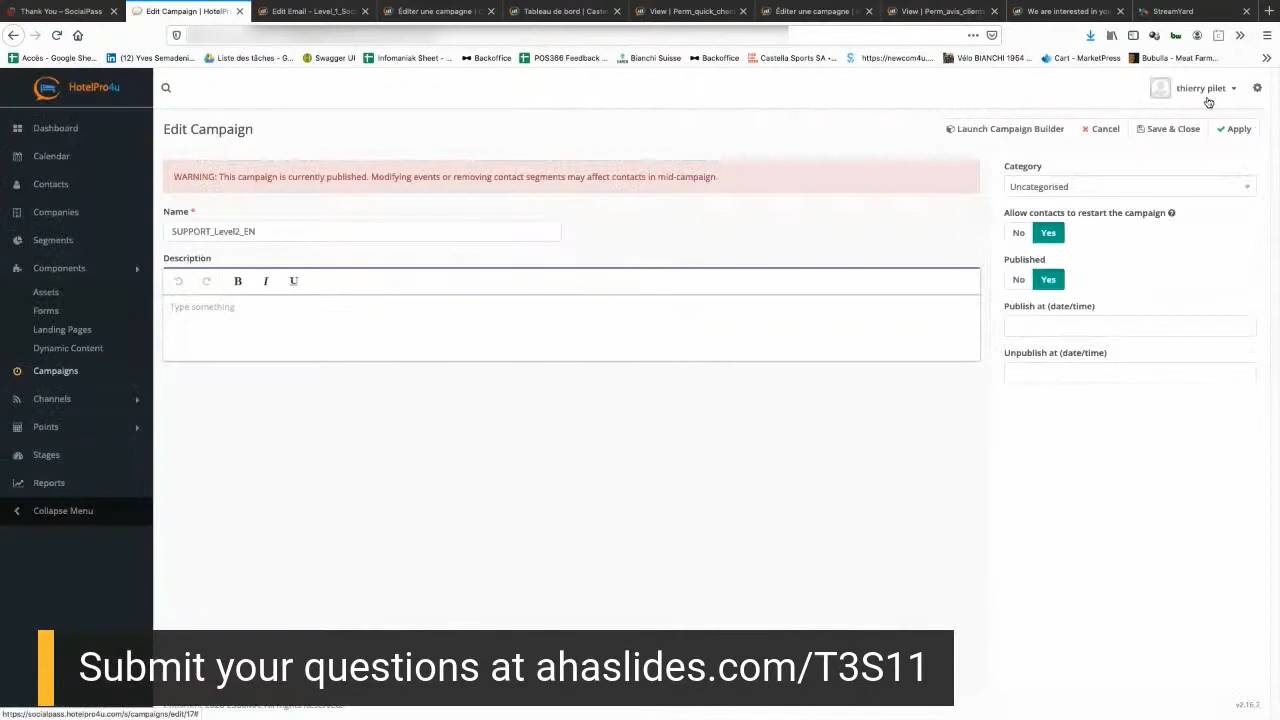 Thank You – SocialPass
Edit Campaign | HotelPr
Edit Email - Level_1_Soc
Éditer une campagne | C
Tableau de bord | Caste
View | Perm_quick_chec
Éditer une campagne |
View | Perm_avis_clients
We are interested in you
StreamYard
Accès - Google She...
(12) Yves Semadeni...
Liste des tâches - G...
Swagger UI
Infomaniak Sheet - ...
Backoffice
POS366 Feedback ...
Bianchi Suisse
Backoffice
Castella Sports SA •...
https://newcom4u....
Vélo BIANCHI 1954 ...
Cart - MarketPress
Bubulla - Meat Farm...
HotelPro4u
thierry pilet
Dashboard
Calendar
Contacts
Companies
Segments
Components
Assets
Forms
Landing Pages
Dynamic Content
Campaigns
Channels
Points
Stages
Reports
Collapse Menu
Edit Campaign
Launch Campaign Builder
Cancel
Save & Close
Apply
WARNING: This campaign is currently published. Modifying events or removing contact segments may affect contacts in mid-campaign.
Name *
SUPPORT_Level2_EN
Description
B I U
Type something
Category
Uncategorised
Allow contacts to restart the campaign
No Yes
Published
No Yes
Publish at (date/time)
Unpublish at (date/time)
Submit your questions at ahaslides.com/T3S11
https://socialpass.hotelpro4u.com/s/campaigns/edit/17#
v2.16.2